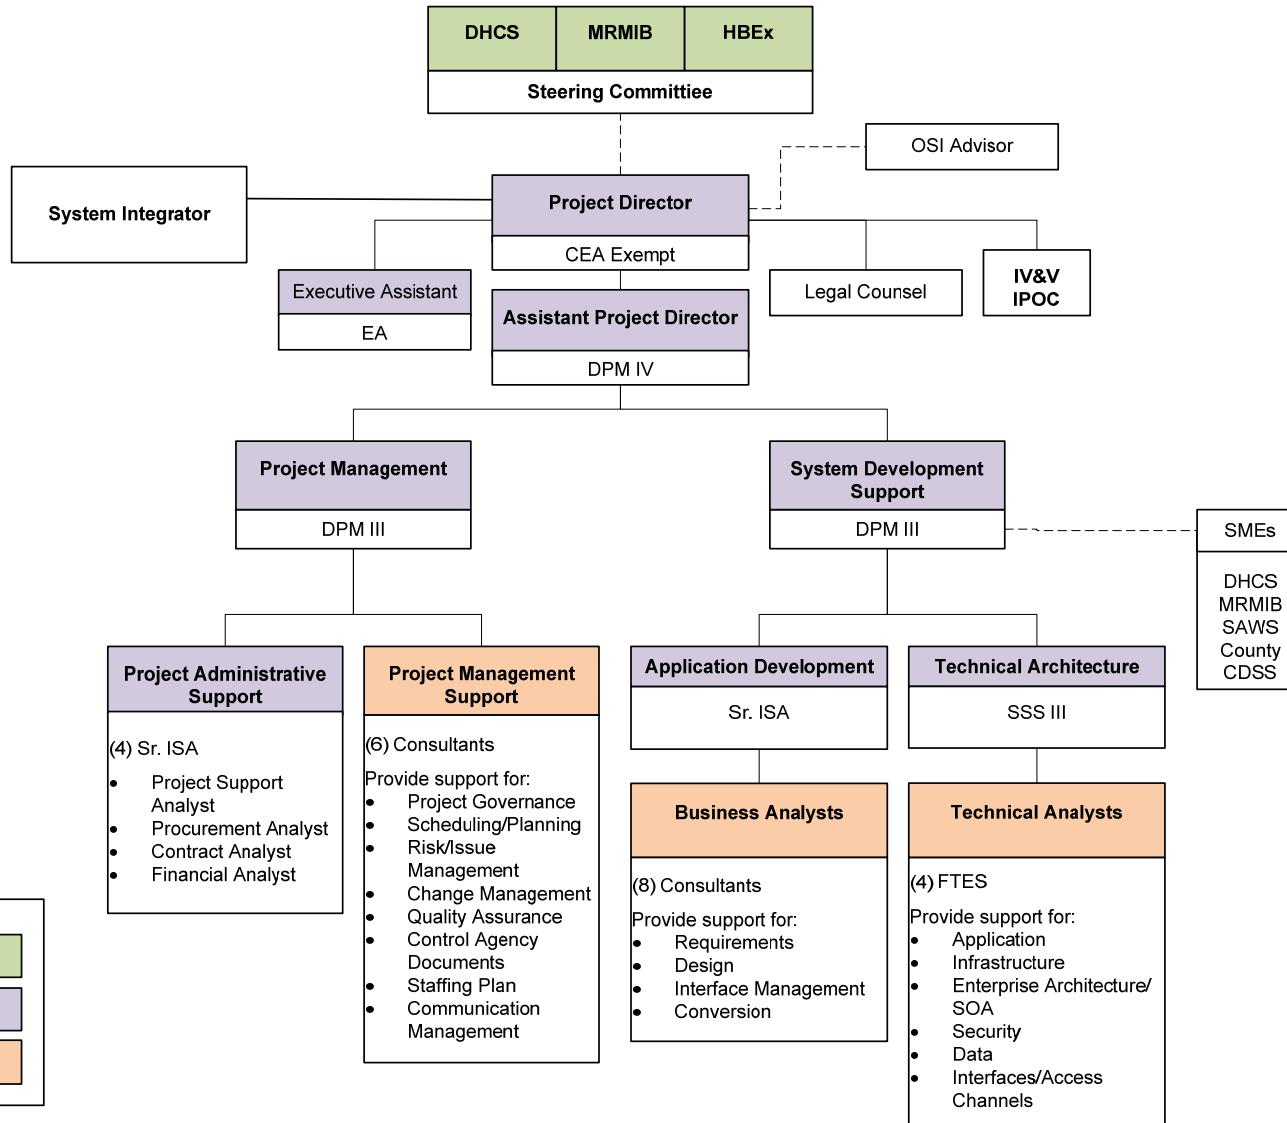 DHCS
MRMIB
HBEx
Steering Committiee
OSI Advisor
System Integrator
Project Director
CEA Exempt
Executive Assistant
EA
Legal Counsel
IV&V
IPOC
Assistant Project Director
DPM IV
Project Management
DPM III
System Development
Support
DPM III
SMEs
DHCS
MRMIB
SAWS
County
CDSS
Project Administrative
Support
(4) Sr. ISA
• Project Support
Analyst
• Procurement Analyst
• Contract Analyst
• Financial Analyst
Project Management
Support
(6) Consultants
Provide support for:
• Project Governance
• Scheduling/Planning
• Risk/Issue
Management
• Change Management
• Quality Assurance
• Control Agency
Documents
• Staffing Plan
• Communication
Management
Application Development
Sr. ISA
Business Analysts
(8) Consultants
Provide support for:
• Requirements
• Design
• Interface Management
• Conversion
Technical Architecture
SSS III
Technical Analysts
(4) FTES
Provide support for:
• Application
• Infrastructure
• Enterprise Architecture/
SOA
• Security
• Data
• Interfaces/Access
Channels